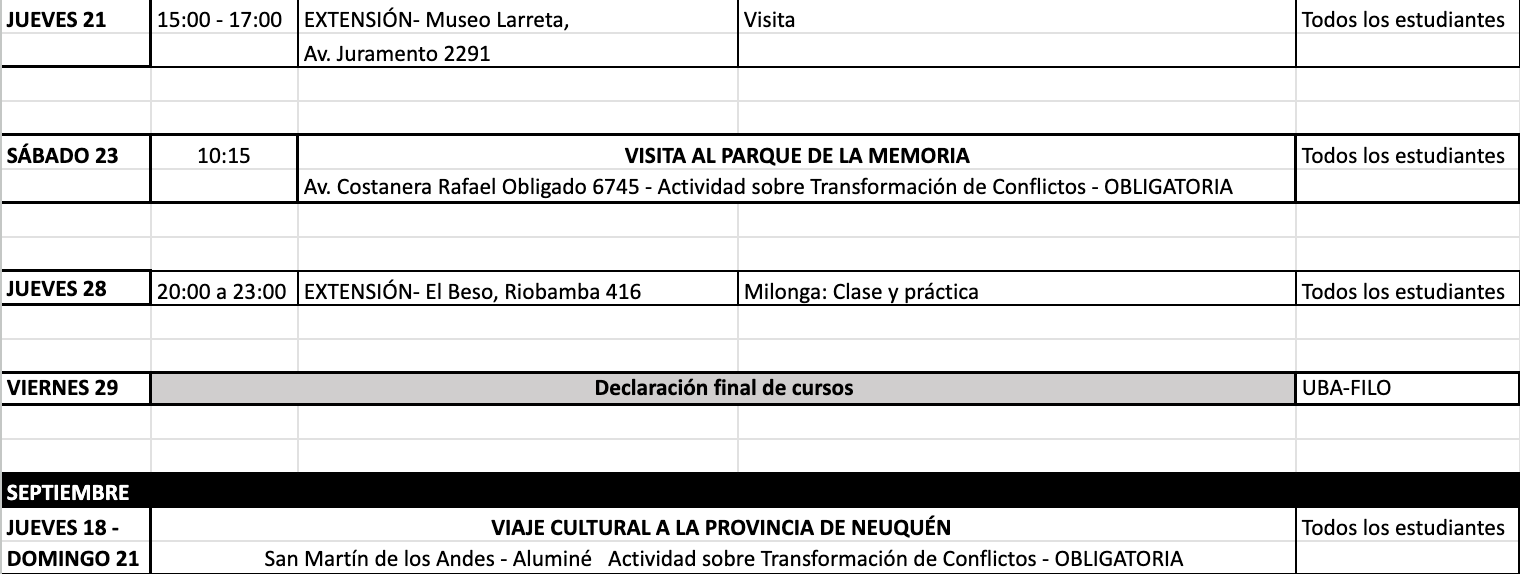 JUEVES 21 15:00 - 17:00 EXTENSIÓN- Museo Larreta, Visita Todos los estudiantes
Av. Juramento 2291
SÁBADO 23 10:15 VISITA AL PARQUE DE LA MEMORIA Todos los estudiantes
Av. Costanera Rafael Obligado 6745 - Actividad sobre Transformación de Conflictos - OBLIGATORIA
JUEVES 28 20:00 a 23:00 EXTENSIÓN- El Beso, Riobamba 416 Milonga: Clase y práctica Todos los estudiantes
VIERNES 29 Declaración final de cursos UBA-FILO
SEPTIEMBRE
JUEVES 18 - VIAJE CULTURAL A LA PROVINCIA DE NEUQUÉN Todos los estudiantes
DOMINGO 21 San Martín de los Andes - Aluminé Actividad sobre Transformación de Conflictos - OBLIGATORIA